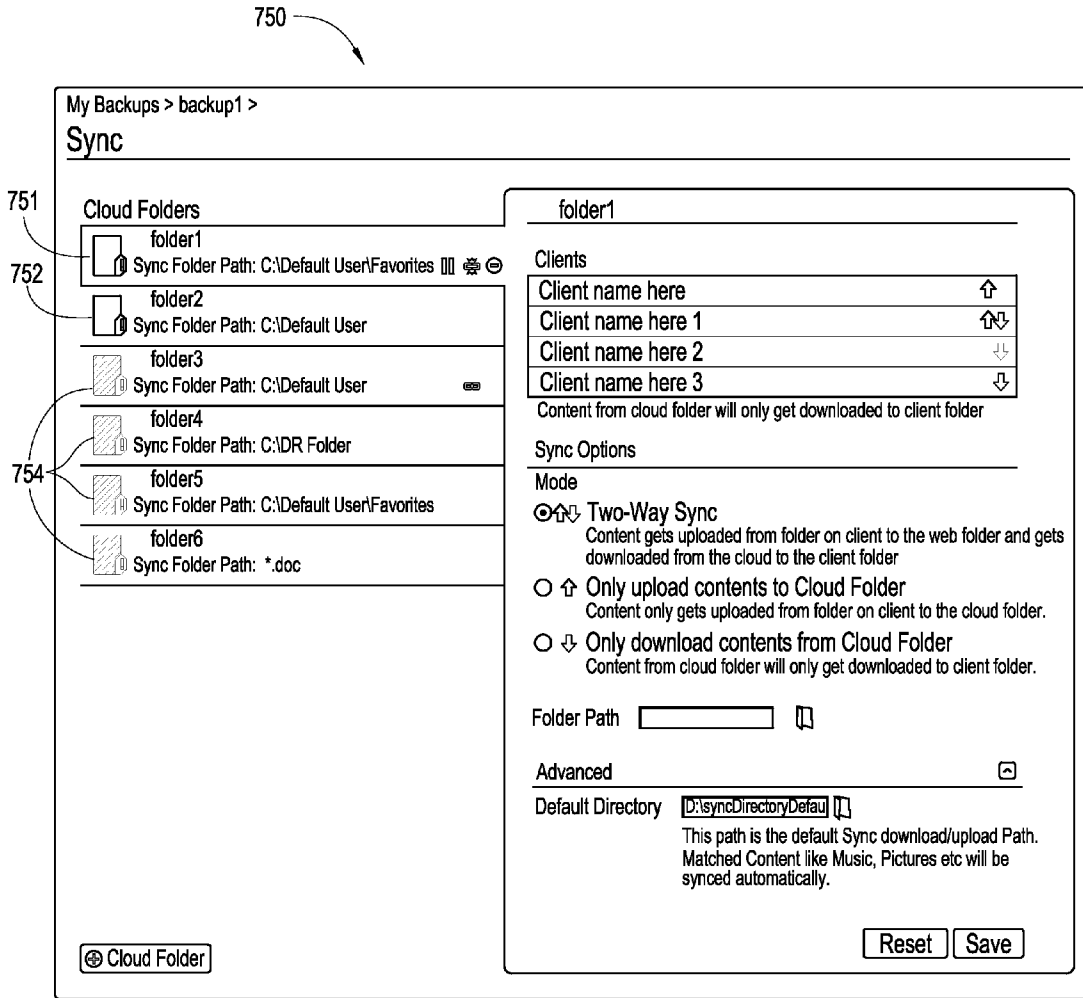 750
My Backups > backup1 >
Sync
751
752
754
Cloud Folders
folder1
Sync Folder Path: C:\Default User\Favorites
folder2
Sync Folder Path: C:\Default User
folder3
Sync Folder Path: C:\Default User
folder4
Sync Folder Path: C:\DR Folder
folder5
Sync Folder Path: C:\Default User\Favorites
folder6
Sync Folder Path: *.doc
Cloud Folder
folder1
Clients
Client name here
Client name here 1
Client name here 2
Client name here 3
Content from cloud folder will only get downloaded to client folder
Sync Options
Mode
Two-Way Sync
Content gets uploaded from folder on client to the web folder and gets
downloaded from the cloud to the client folder
Only upload contents to Cloud Folder
Content only gets uploaded from folder on client to the cloud folder.
Only download contents from Cloud Folder
Content from cloud folder will only get downloaded to client folder.
Folder Path
Advanced
Default Directory D:\syncDirectoryDefau
This path is the default Sync download/upload Path.
Matched Content like Music, Pictures etc will be
synced automatically.
Reset Save